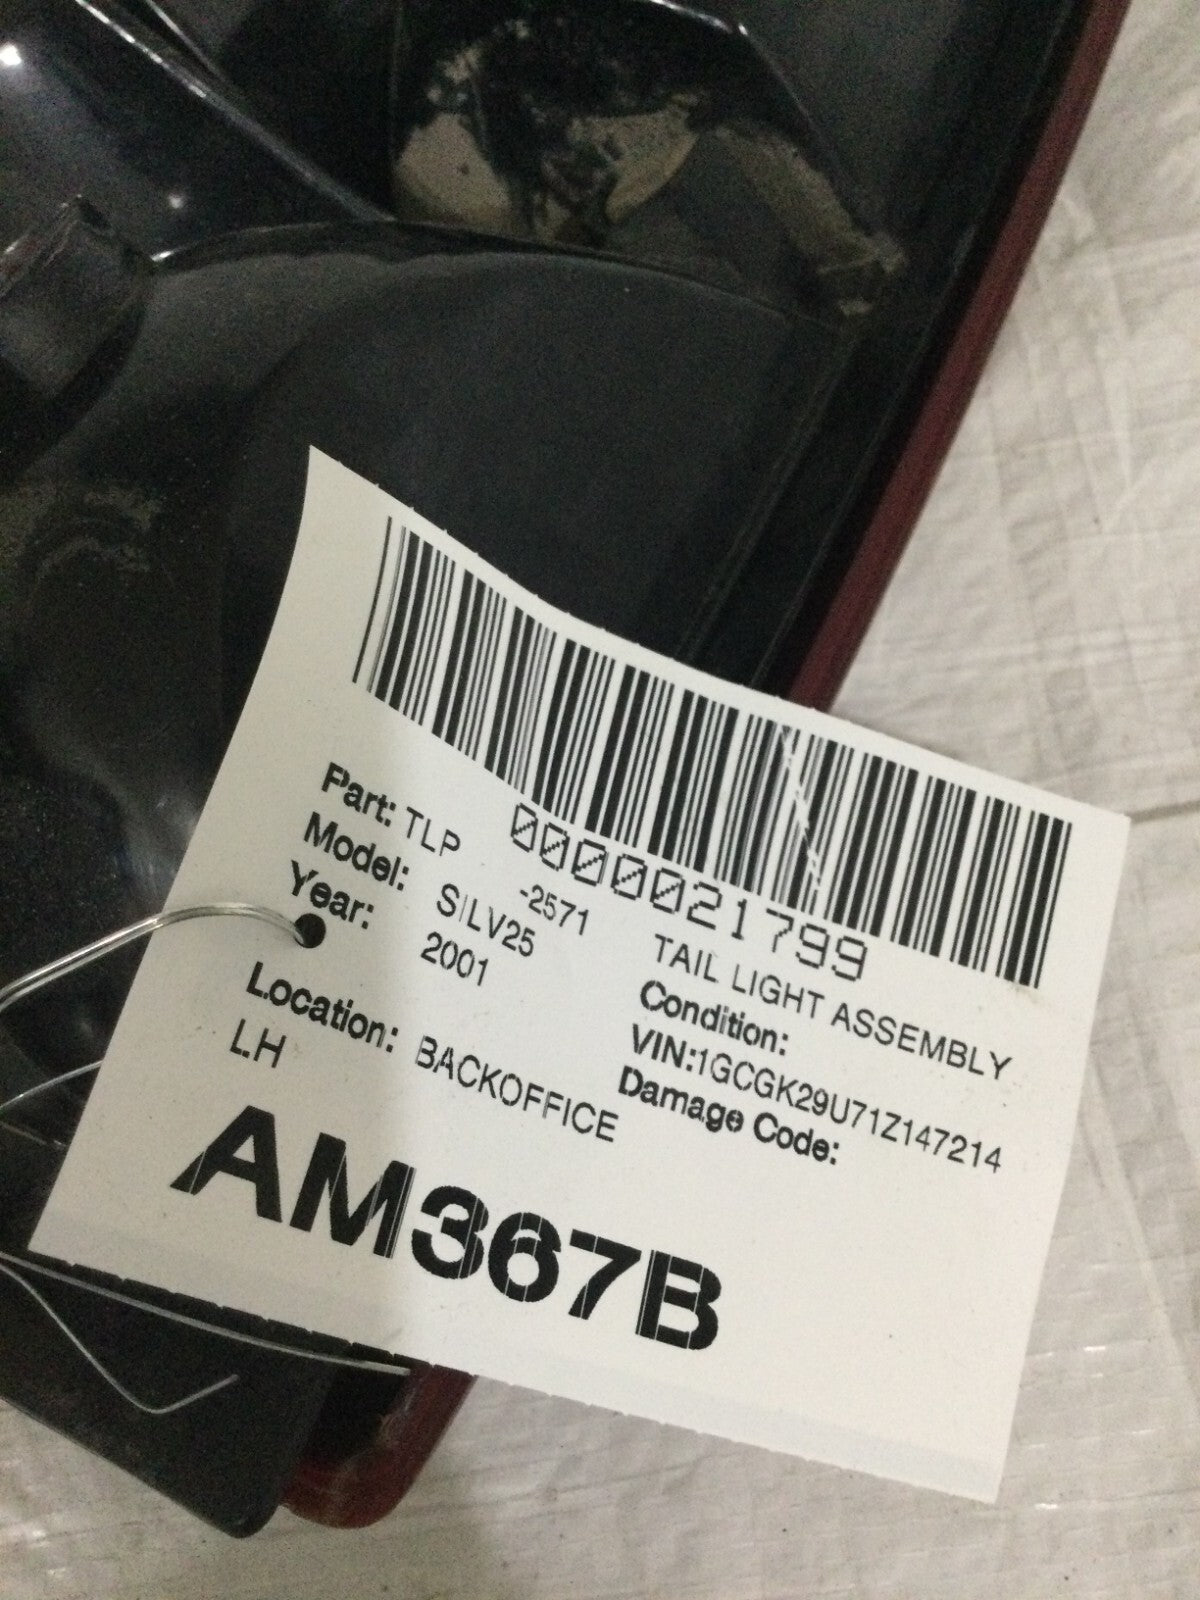 0000021799
Part: TLP -2571 TAIL LIGHT ASSEMBLY
Model: SILV25 Condition:
Year: 2001 VIN:1GCGK29U71Z147214
Damage Code:
Location: BACKOFFICE
LH
AM367B